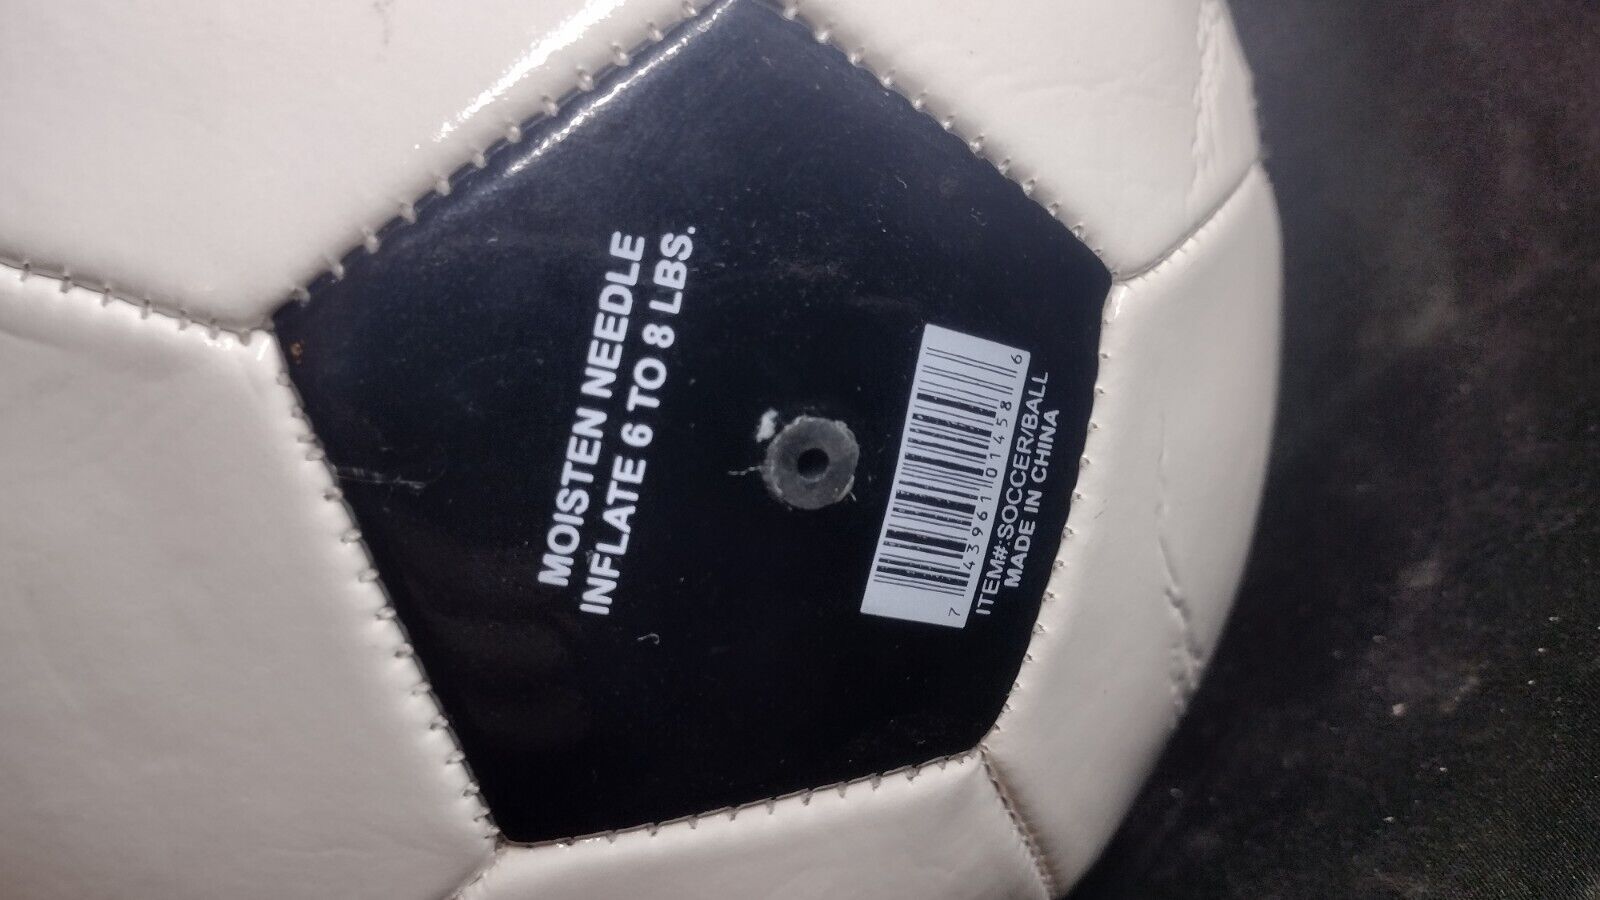 MOISTEN NEEDLE
INFLATE 6 TO 8 LBS.
7 43961 01458 6
ITEM#:SOCCER/BALL
MADE IN CHINA